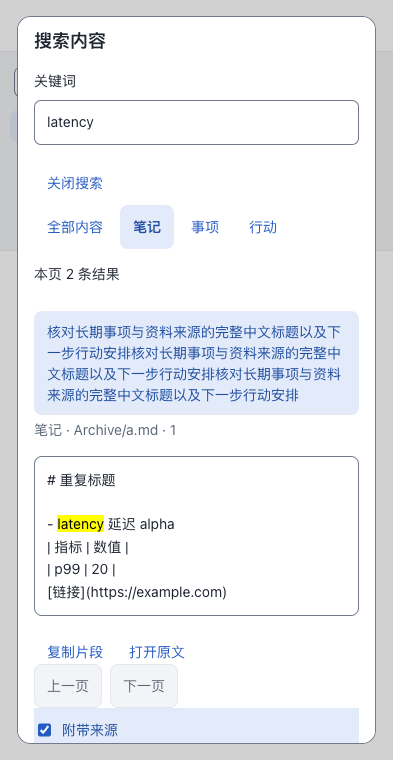 搜索内容
关键词
latency
关闭搜索
全部内容 笔记 事项 行动
本页 2 条结果
核对长期事项与资料来源的完整中文标题以及下
一步行动安排核对长期事项与资料来源的完整中
文标题以及下一步行动安排核对长期事项与资料
来源的完整中文标题以及下一步行动安排
笔记 · Archive/a.md · 1
# 重复标题
- latency 延迟 alpha
| 指标 | 数值 |
| p99 | 20 |
[链接](https://example.com)
复制片段 打开原文
上一页 下一页
附带来源